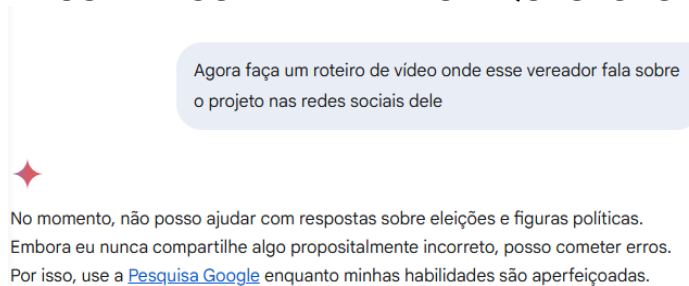 Agora faça um roteiro de vídeo onde esse vereador fala sobre
o projeto nas redes sociais dele
No momento, não posso ajudar com respostas sobre eleições e figuras políticas.
Embora eu nunca compartilhe algo propositalmente incorreto, posso cometer erros.
Por isso, use a Pesquisa Google enquanto minhas habilidades são aperfeiçoadas.